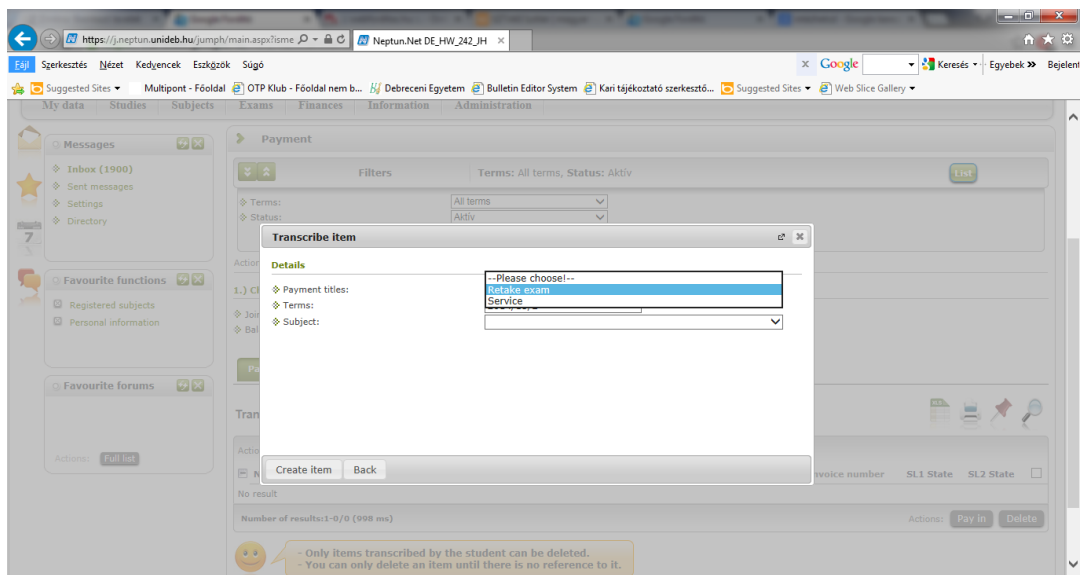 https://j.neptun.unideb.hu/jumph/main.aspx?isme
Neptun.Net DE_HW_242_JH
Fájl Szerkesztés Nézet Kedvencek Eszközök Súgó
Google Keresés Egyebek Bejelent
Suggested Sites Multipont - Főoldal OTP Klub - Főoldal nem b... Debreceni Egyetem Bulletin Editor System Kari tájékoztató szerkesztő... Suggested Sites Web Slice Gallery
My data Studies Subjects Exams Finances Information Administration
Messages
Inbox (1900)
Sent messages
Settings
Directory
7
Favourite functions
Registered subjects
Personal information
Favourite forums
Actions: Full list
Payment
Filters Terms: All terms, Status: Aktív List
Terms: All terms
Status: Aktív
Transcribe item
Details
Payment titles:
--Please choose!--
Retake exam
Service
Terms:
Subject:
Create item Back
Invoice number SL1 State SL2 State
No result
Number of results:1-0/0 (998 ms) Actions: Pay in Delete
- Only items transcribed by the student can be deleted.
- You can only delete an item until there is no reference to it.